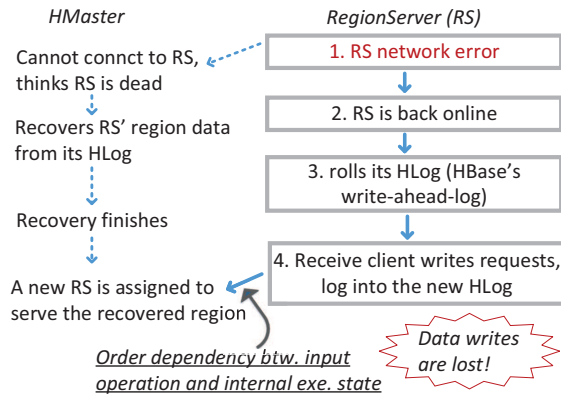 HMaster
RegionServer (RS)
Cannot connct to RS,
thinks RS is dead
1. RS network error
Recovers RS' region data
from its HLog
2. RS is back online
3. rolls its HLog (HBase's
write-ahead-log)
Recovery finishes
4. Receive client writes requests,
log into the new HLog
A new RS is assigned to
serve the recovered region
Order dependency btw. input
operation and internal exe. state
Data writes
are lost!